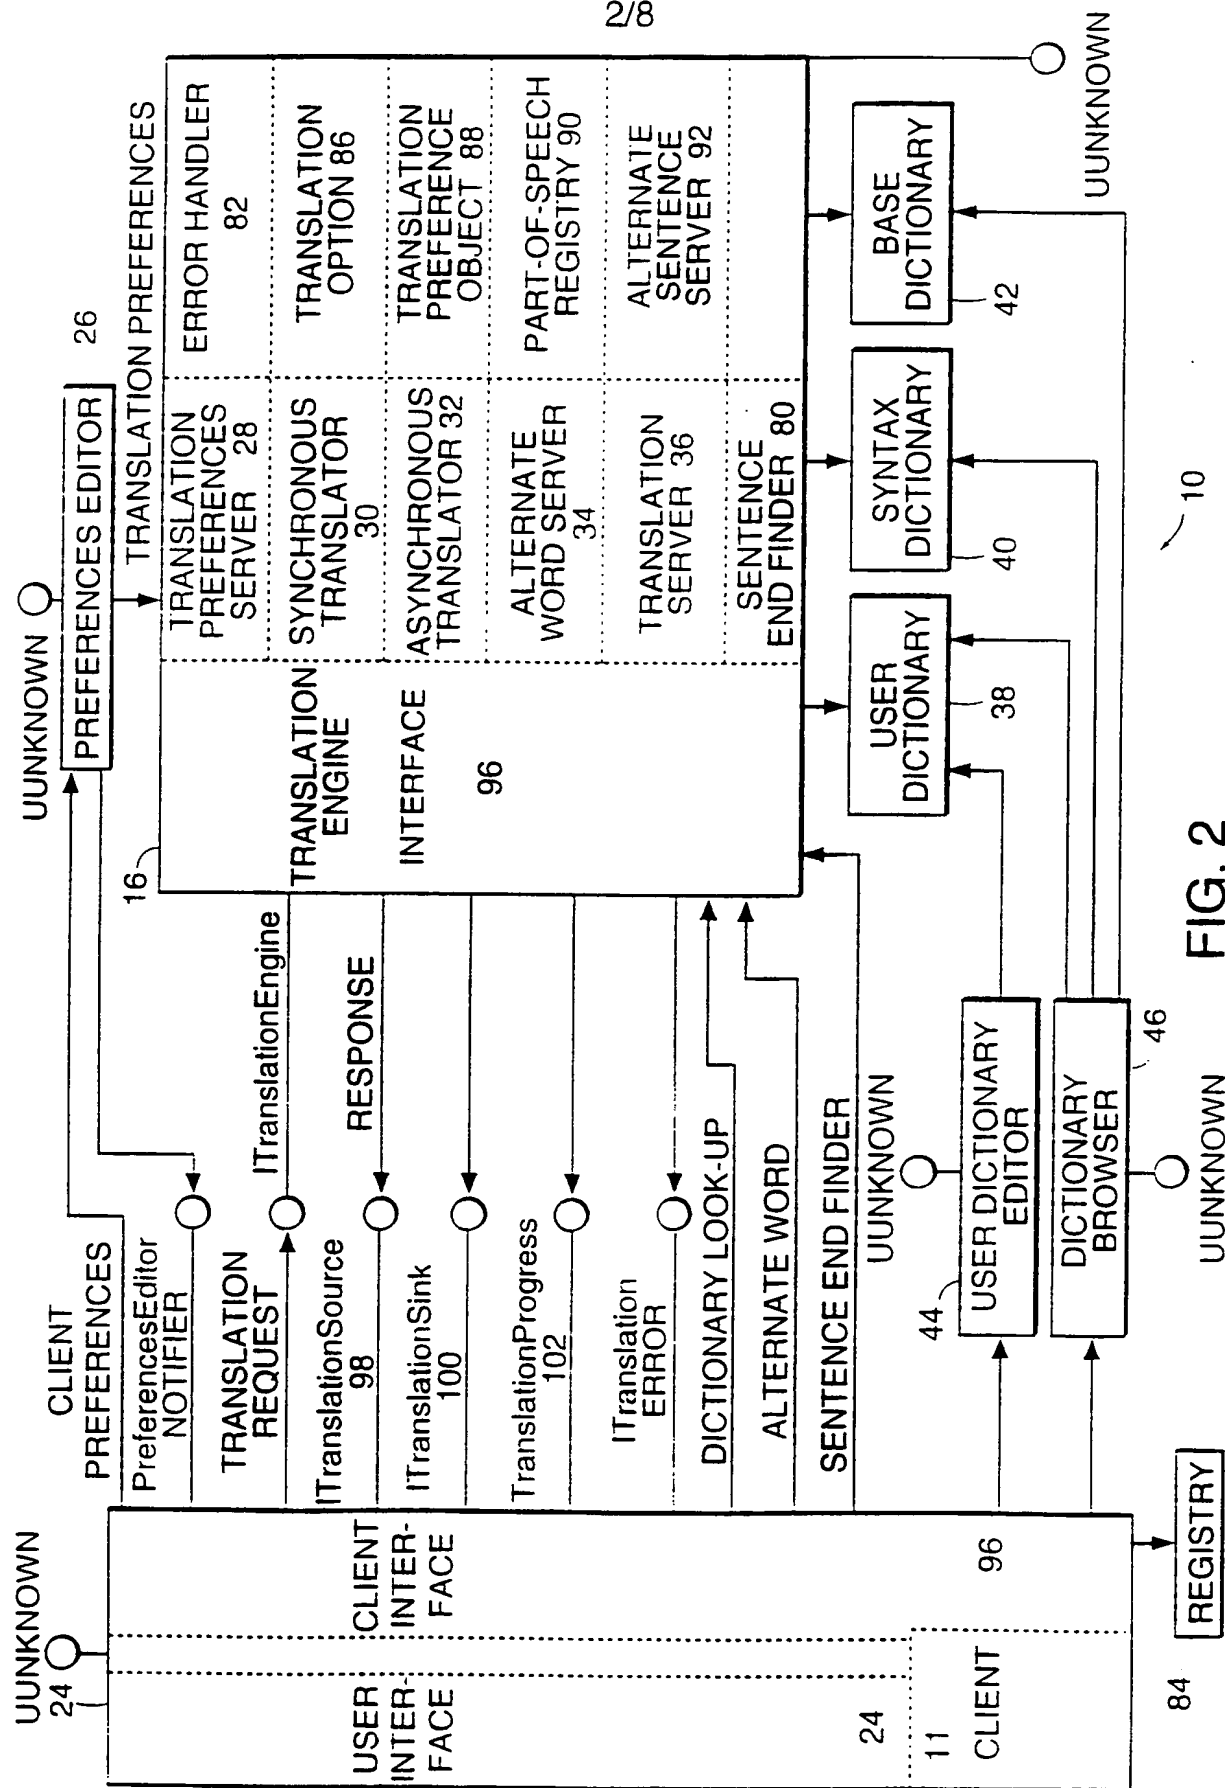 2/8
UUNKNOWN
24
USER
INTER-
FACE
24
CLIENT
INTER-
FACE
96
11
CLIENT
84
REGISTRY
CLIENT
PREFERENCES
PreferencesEditor
NOTIFIER
TRANSLATION
REQUEST
ITranslationEngine
ITranslationSource
98
RESPONSE
ITranslationSink
100
TranslationProgress
102
ITranslation
ERROR
DICTIONARY LOOK-UP
ALTERNATE WORD
SENTENCE END FINDER
UUNKNOWN
44
USER DICTIONARY
EDITOR
DICTIONARY
BROWSER
46
UUNKNOWN
UUNKNOWN
PREFERENCES EDITOR
26
TRANSLATION PREFERENCES
16
TRANSLATION
ENGINE
INTERFACE
96
TRANSLATION
PREFERENCES
SERVER 28
ERROR HANDLER
82
SYNCHRONOUS
TRANSLATOR
30
TRANSLATION
OPTION 86
ASYNCHRONOUS
TRANSLATOR 32
TRANSLATION
PREFERENCE
OBJECT 88
ALTERNATE
WORD SERVER
34
PART-OF-SPEECH
REGISTRY 90
TRANSLATION
SERVER 36
ALTERNATE
SENTENCE
SERVER 92
SENTENCE
END FINDER 80
USER
DICTIONARY
38
SYNTAX
DICTIONARY
40
BASE
DICTIONARY
42
UUNKNOWN
10
FIG. 2